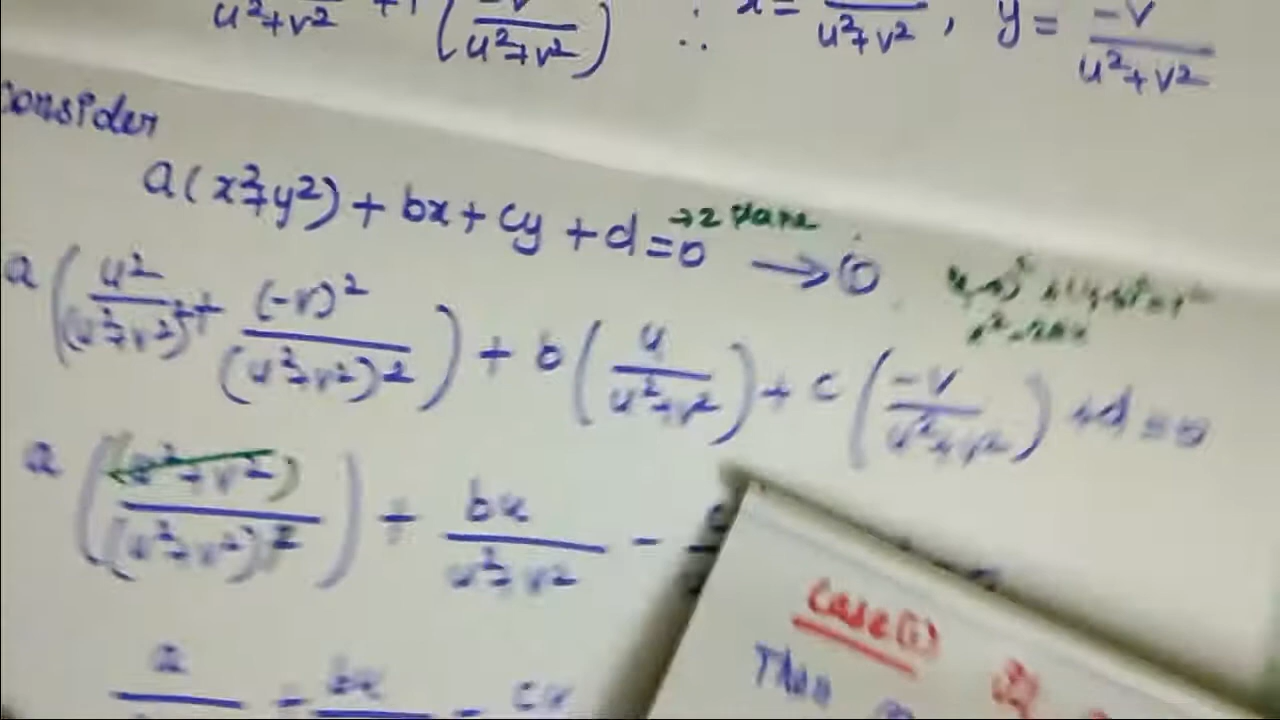 u²+v² + i (-v / u²+v²) ∴ x = / u²+v² , y = -v / u²+v²
Consider
a(x²+y²) + bx + cy + d = 0 → z plane → ①
a ( u² / (u²+v²)² + (-v)² / (u²+v²)² ) + b ( u / u²+v² ) + c ( -v / u²+v² ) + d = 0
a ( (u²+v²) / (u²+v²)² ) + bu / u²+v² -
a bu cv
Case(i)
Then